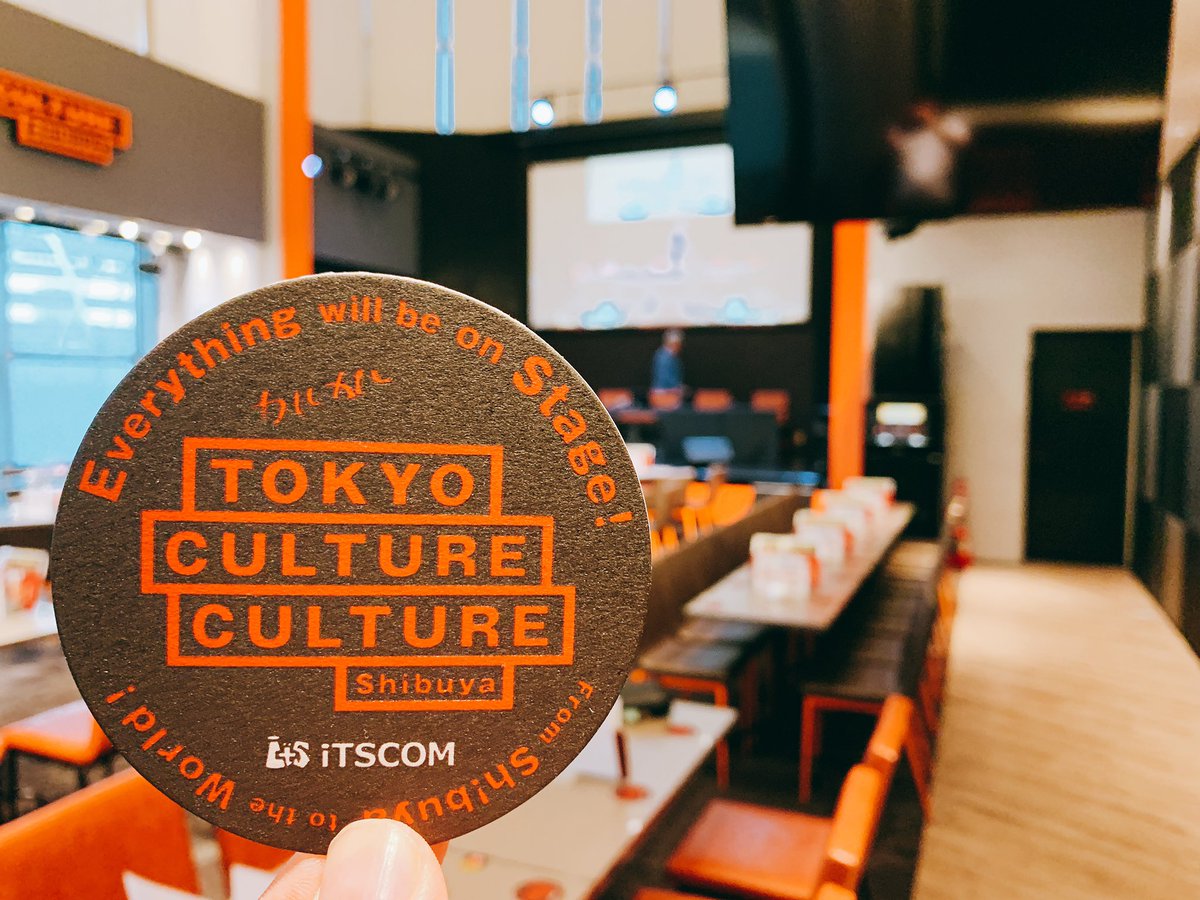 Everything will be on Stage!
TOKYO
CULTURE
CULTURE
Shibuya
iTSCOM
From Shibuya to the World!